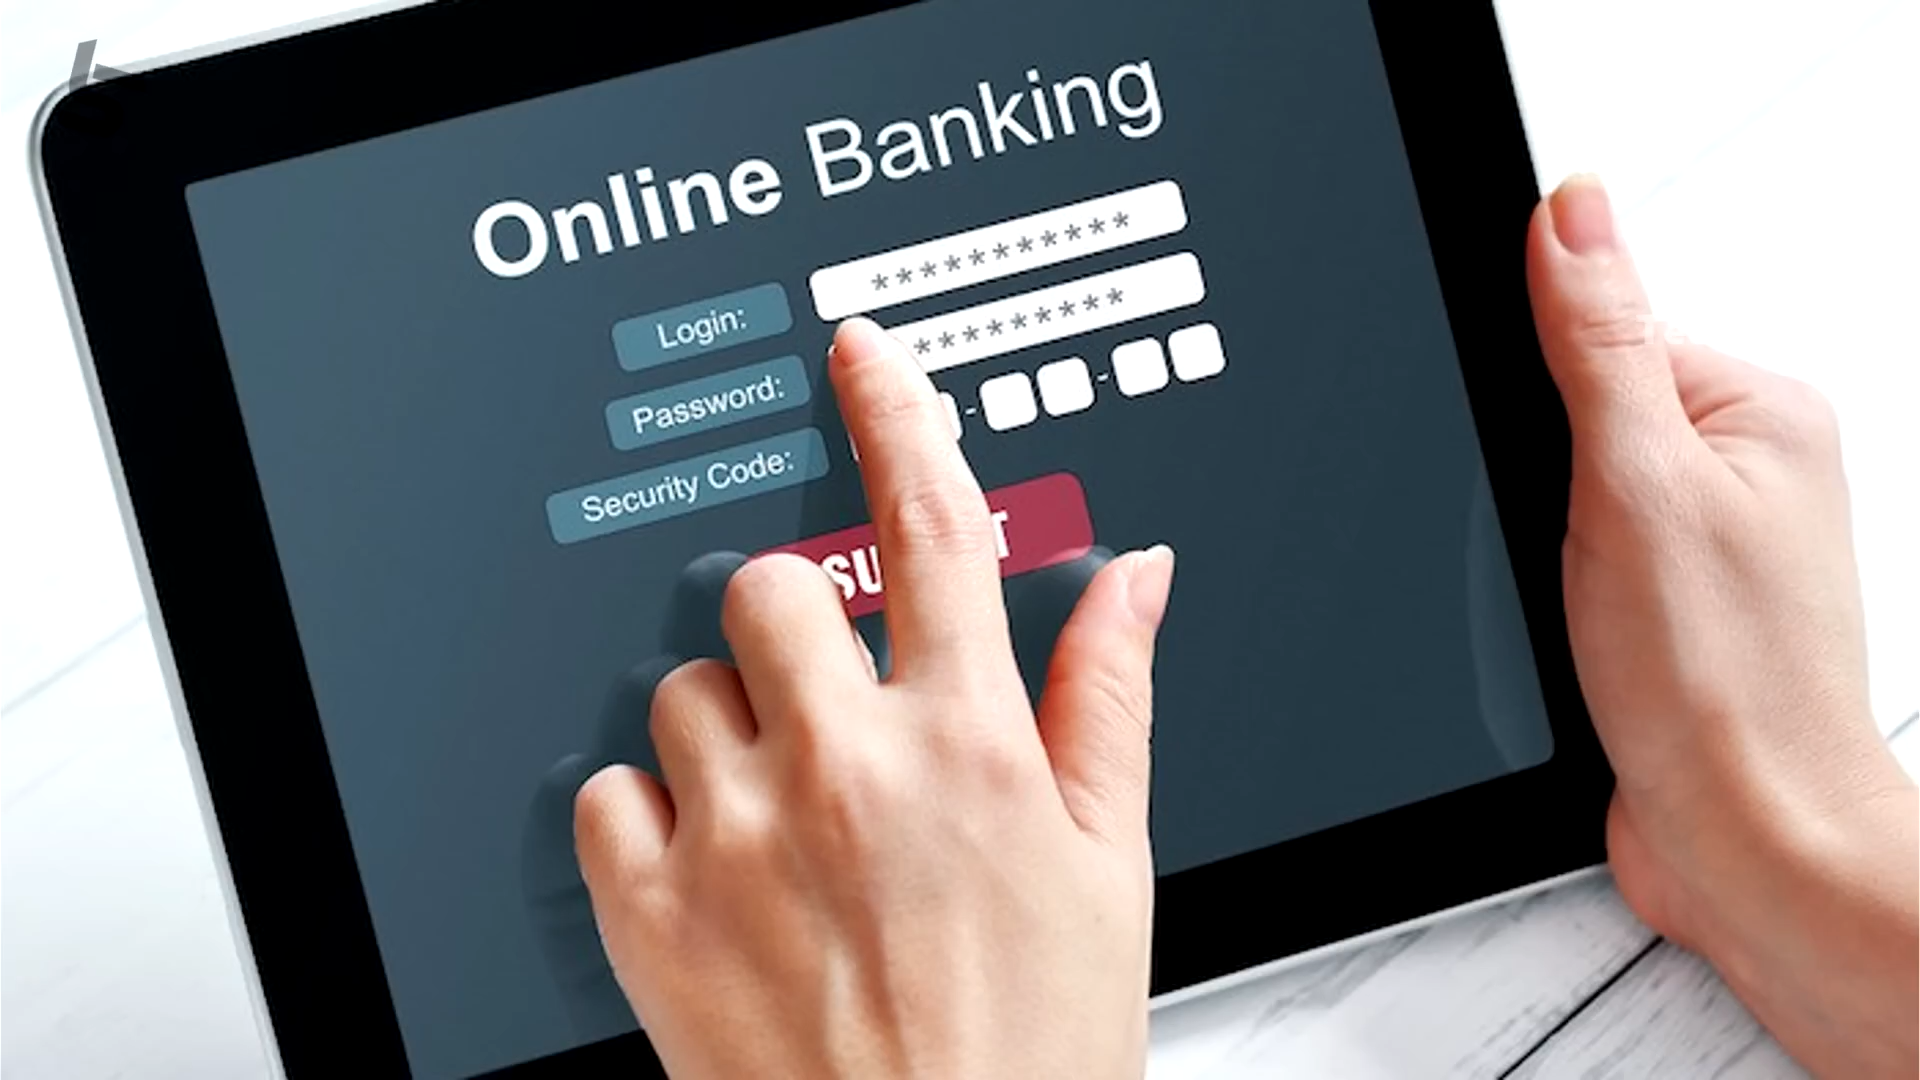 Online Banking
Login: ***********
Password: *********
Security Code: - -